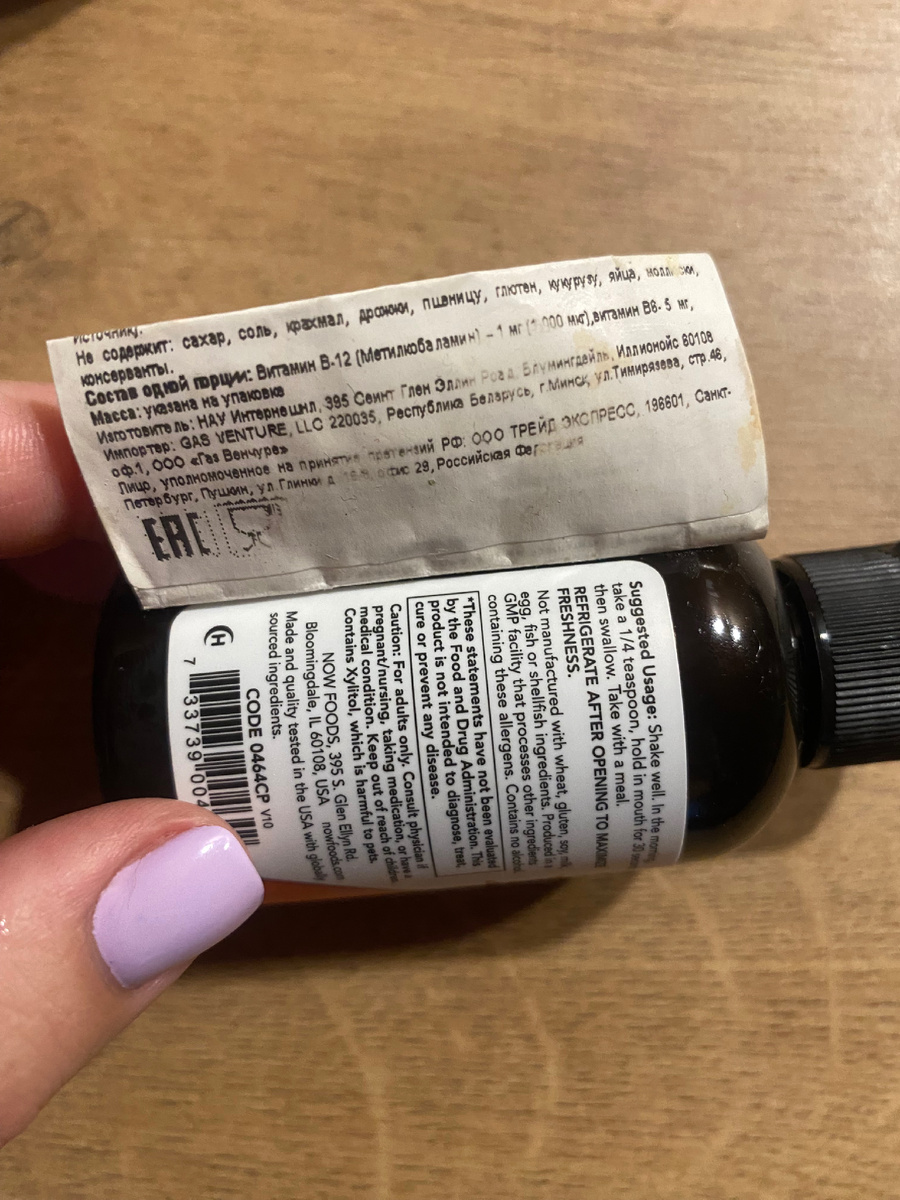 Источнику.
Не содержит: сахар, соль, крахмал, дрожжи, пшвницу, глютен, кукурузу, яйца,
консерванты.
Состав одной порции: Витамин В-12 (Метилкобаламин) – 1 мг (1 000 мкг),витамин В6- 5 мг,
Масса: указана на упаковке
Изготовитель: НАУ Интернешнл, 395 Сеинт Глен Эллин Роад, Блумингдейль, Иллионойс 60108
Импортер: GAS VENTURE, LLC 220035, Республика Беларусь, г.Минск, ул.Тимирязева, стр.46,
оф.1, ООО «Газ Венчуре»
Лицо, уполномоченное на принятие претензий РФ: ООО ТРЕЙД ЭКСПРЕСС, 196601, Санкт-
Петербург, Пушкин, ул Глинки д офис 29, Российская Федерация
EAC
Suggested Usage: Shake well. In the morning,
take a 1/4 teaspoon, hold in mouth for 30
then swallow. Take with a meal.
REFRIGERATE AFTER OPENING TO MAXIMIZE
FRESHNESS.
Not manufactured with wheat, gluten, soy,
egg, fish or shellfish ingredients. Produced in a
GMP facility that processes other ingredients
containing these allergens. Contains no alcohol.
*These statements have not been evaluated
by the Food and Drug Administration. This
product is not intended to diagnose, treat,
cure or prevent any disease.
Caution: For adults only. Consult physician if
pregnant/nursing, taking medication, or have a
medical condition. Keep out of reach of children.
Contains Xylitol, which is harmful to pets.
NOW FOODS, 395 S. Glen Ellyn Rd.
Bloomingdale, IL 60108, USA nowfoods.com
Made and quality tested in the USA with globally
sourced ingredients.
CODE 0464CP V10
H
7 33739 004